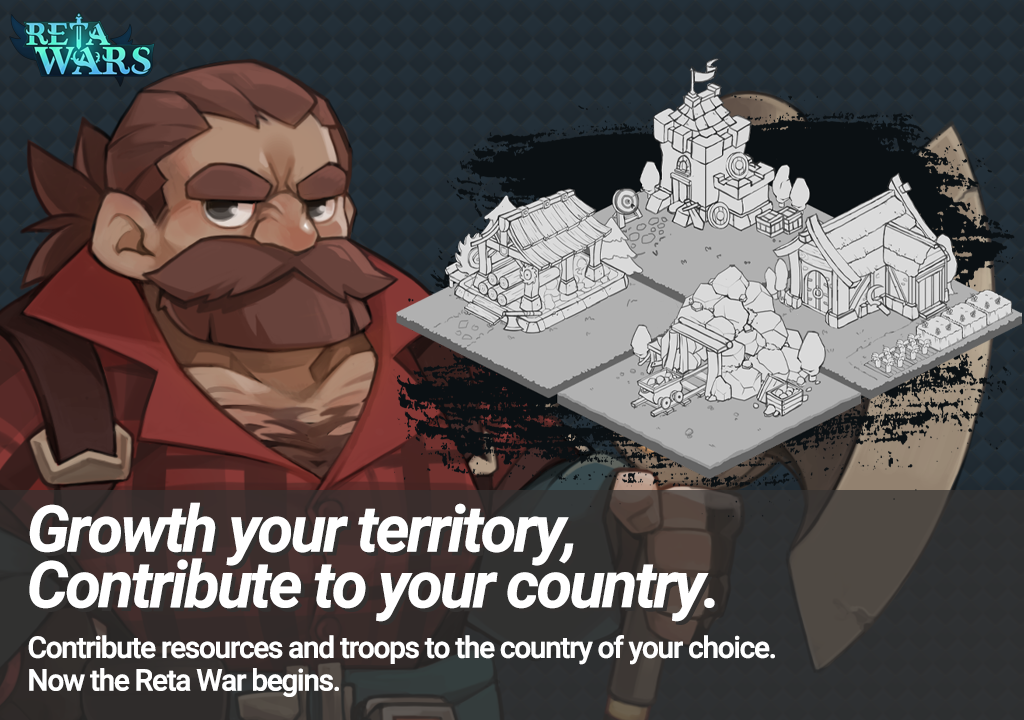 RETA
WARS
Growth your territory,
Contribute to your country.
Contribute resources and troops to the country of your choice.
Now the Reta War begins.